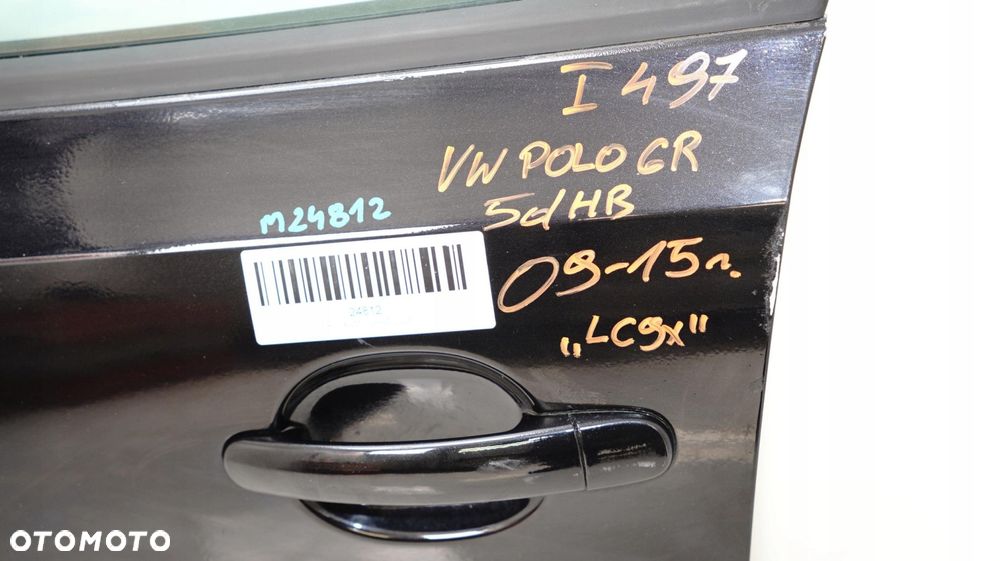 I 497
VW POLO 6R
5d HB
M24812
09-15r.
24812
„LC9x”
OTOMOTO